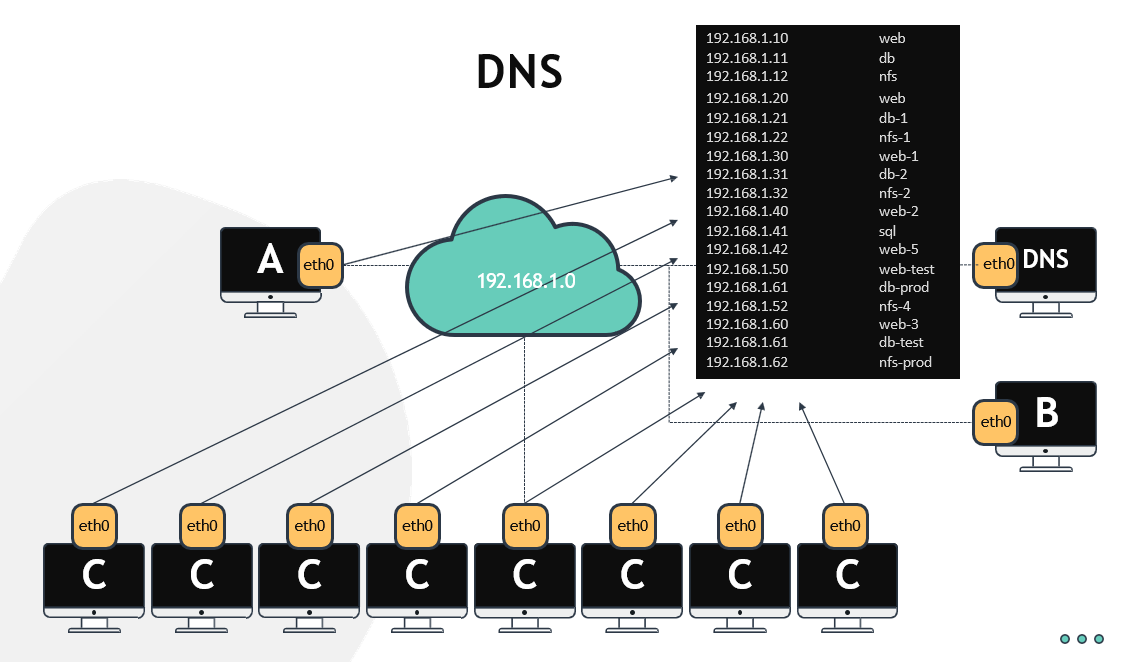 DNS
192.168.1.10 web
192.168.1.11 db
192.168.1.12 nfs
192.168.1.20 web
192.168.1.21 db-1
192.168.1.22 nfs-1
192.168.1.30 web-1
192.168.1.31 db-2
192.168.1.32 nfs-2
192.168.1.40 web-2
192.168.1.41 sql
192.168.1.42 web-5
192.168.1.50 web-test
192.168.1.61 db-prod
192.168.1.52 nfs-4
192.168.1.60 web-3
192.168.1.61 db-test
192.168.1.62 nfs-prod
A
eth0
192.168.1.0
eth0
DNS
eth0
B
eth0
eth0
eth0
eth0
eth0
eth0
eth0
eth0
C
C
C
C
C
C
C
C